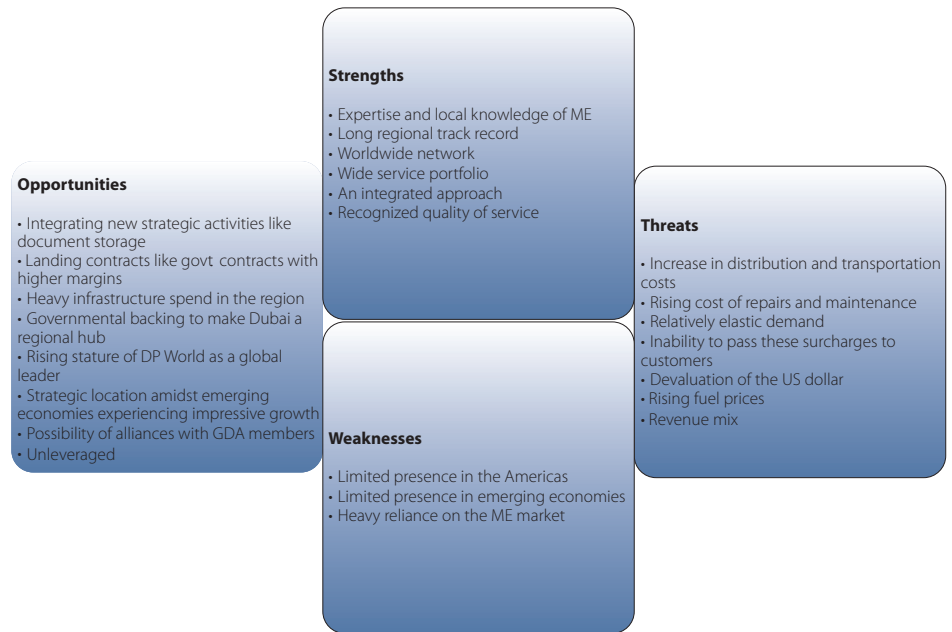 Strengths
• Expertise and local knowledge of ME
• Long regional track record
• Worldwide network
• Wide service portfolio
• An integrated approach
• Recognized quality of service
Opportunities
• Integrating new strategic activities like
document storage
• Landing contracts like govt contracts with
higher margins
• Heavy infrastructure spend in the region
• Governmental backing to make Dubai a
regional hub
• Rising stature of DP World as a global
leader
• Strategic location amidst emerging
economies experiencing impressive growth
• Possibility of alliances with GDA members
• Unleveraged
Threats
• Increase in distribution and transportation
costs
• Rising cost of repairs and maintenance
• Relatively elastic demand
• Inability to pass these surcharges to
customers
• Devaluation of the US dollar
• Rising fuel prices
• Revenue mix
Weaknesses
• Limited presence in the Americas
• Limited presence in emerging economies
• Heavy reliance on the ME market